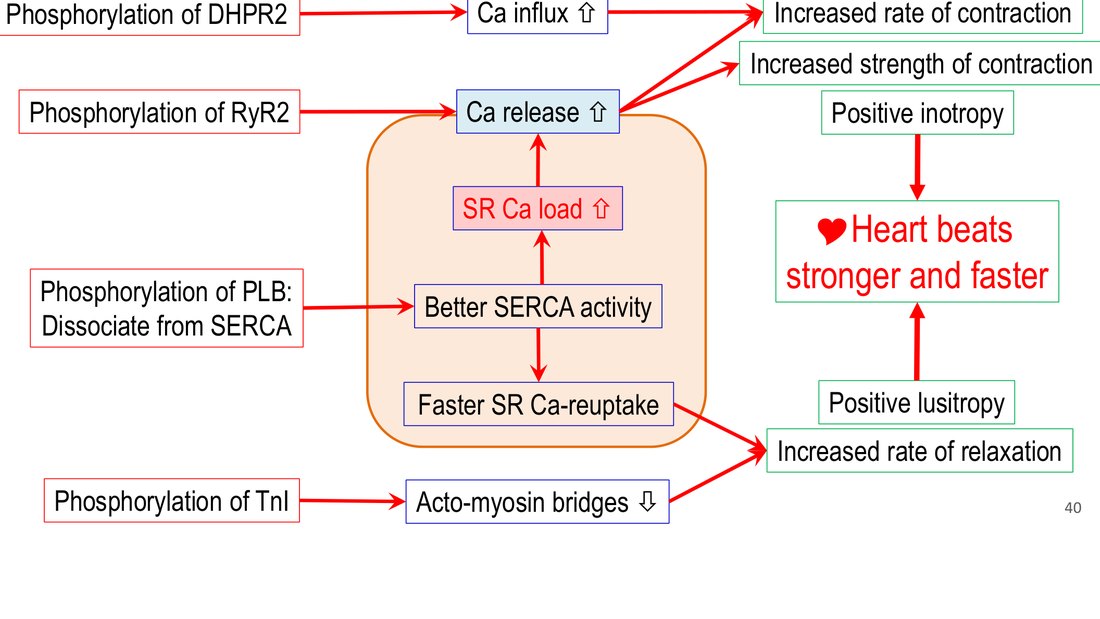 Phosphorylation of DHPR2
Ca influx ⇧
Increased rate of contraction
Increased strength of contraction
Phosphorylation of RyR2
Ca release ⇧
Positive inotropy
SR Ca load ⇧
❤Heart beats
stronger and faster
Phosphorylation of PLB:
Dissociate from SERCA
Better SERCA activity
Faster SR Ca-reuptake
Positive lusitropy
Increased rate of relaxation
Phosphorylation of TnI
Acto-myosin bridges ⇩
40